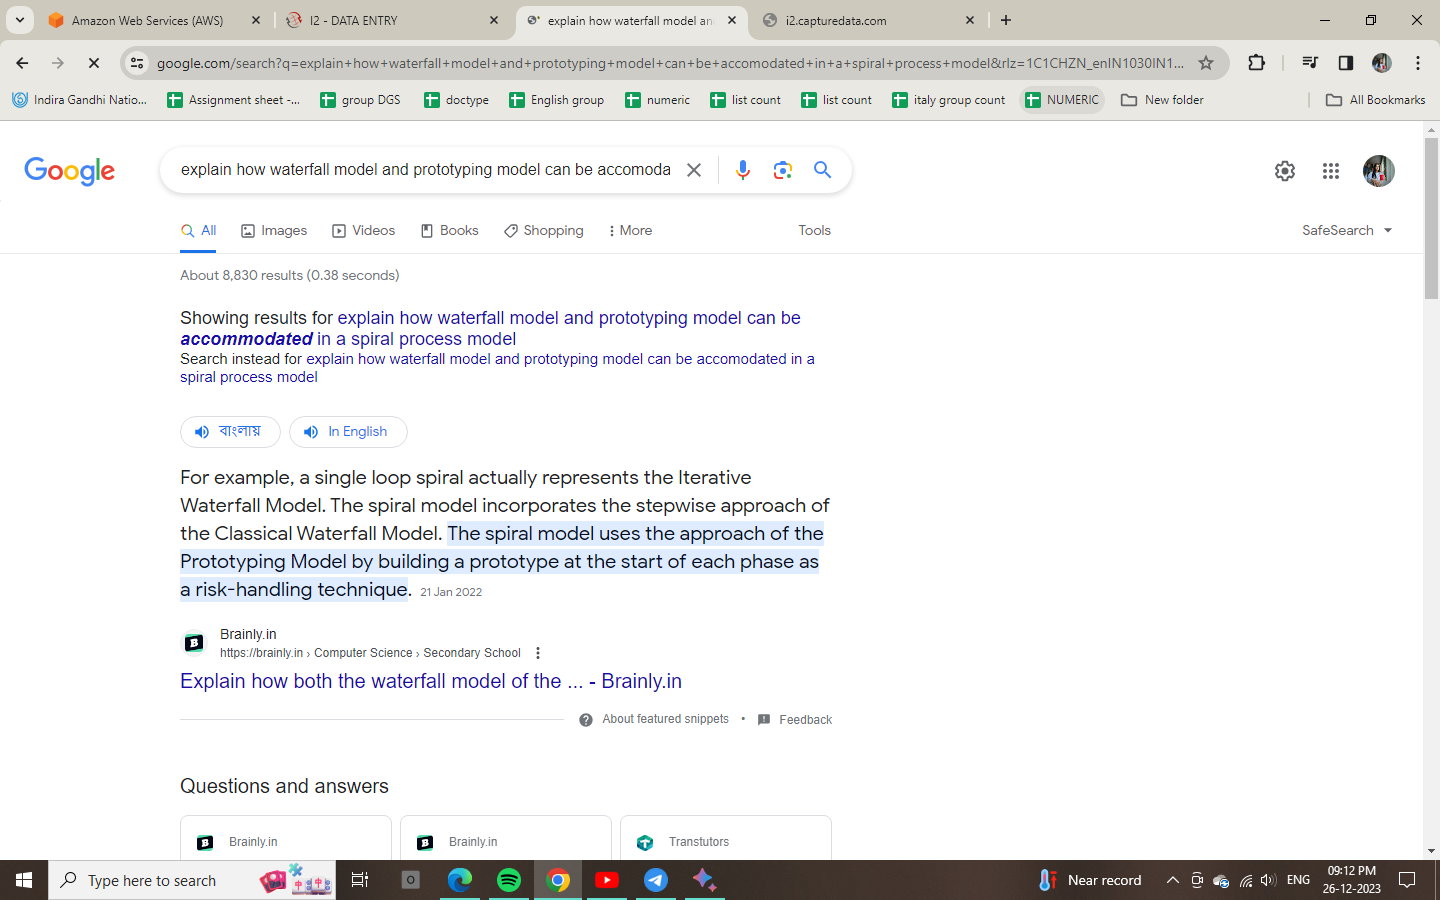 Amazon Web Services (AWS)
I2 - DATA ENTRY
explain how waterfall model an
i2.capturedata.com
google.com/search?q=explain+how+waterfall+model+and+prototyping+model+can+be+accomodated+in+a+spiral+process+model&rlz=1C1CHZN_enIN1030IN1...
Indira Gandhi Natio...
Assignment sheet -...
group DGS
doctype
English group
numeric
list count
list count
italy group count
NUMERIC
New folder
All Bookmarks
Google
explain how waterfall model and prototyping model can be accomoda
All
Images
Videos
Books
Shopping
More
Tools
SafeSearch
About 8,830 results (0.38 seconds)
Showing results for explain how waterfall model and prototyping model can be
accommodated in a spiral process model
Search instead for explain how waterfall model and prototyping model can be accomodated in a
spiral process model
বাংলায়
In English
For example, a single loop spiral actually represents the Iterative
Waterfall Model. The spiral model incorporates the stepwise approach of
the Classical Waterfall Model. The spiral model uses the approach of the
Prototyping Model by building a prototype at the start of each phase as
a risk-handling technique. 21 Jan 2022
Brainly.in
https://brainly.in › Computer Science › Secondary School
Explain how both the waterfall model of the ... - Brainly.in
About featured snippets • Feedback
Questions and answers
Brainly.in
Brainly.in
Transtutors
Type here to search
Near record
ENG
09:12 PM
26-12-2023